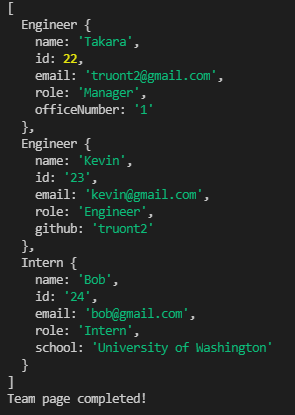 [
  Engineer {
    name: 'Takara',
    id: 22,
    email: 'truont2@gmail.com',
    role: 'Manager',
    officeNumber: '1'
  },
  Engineer {
    name: 'Kevin',
    id: '23',
    email: 'kevin@gmail.com',
    role: 'Engineer',
    github: 'truont2'
  },
  Intern {
    name: 'Bob',
    id: '24',
    email: 'bob@gmail.com',
    role: 'Intern',
    school: 'University of Washington'
  }
]
Team page completed!